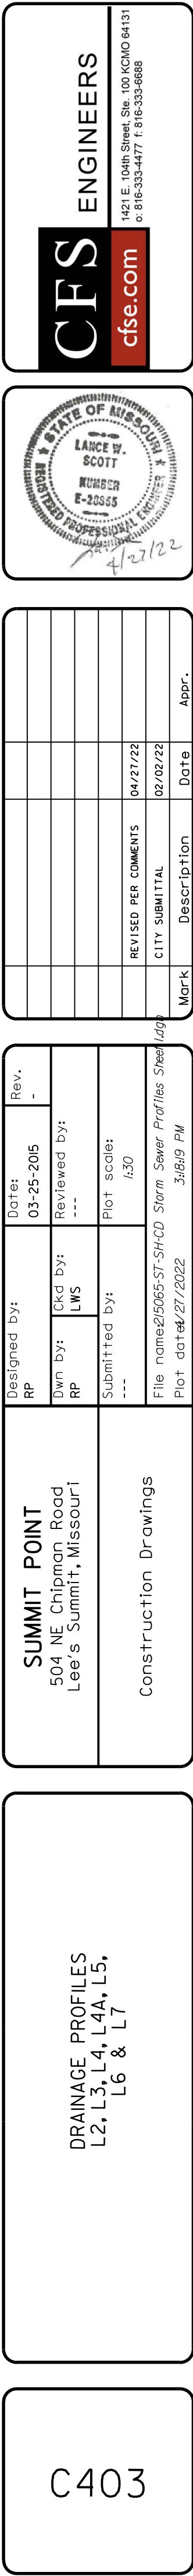 CFS
ENGINEERS
cfse.com
1421 E. 104th Street, Ste. 100 KCMO 64131
o: 816-333-4477 f: 816-333-6688
STATE OF MISSOURI
LANCE W.
SCOTT
NUMBER
E-20355
REGISTERED PROFESSIONAL ENGINEER
4/27/22
REVISED PER COMMENTS 04/27/22
CITY SUBMITTAL 02/02/22
Mark Description Date Appr.
Designed by: Date: Rev.
RP 03-25-2015 -
Dwn by: Ckd by: Reviewed by:
RP LWS ---
Submitted by: Plot scale:
--- 1:30
File name:215065-ST-SH-CD Storm Sewer Profiles Sheet 1.dgn
Plot date:4/27/2022 3:18:19 PM
SUMMIT POINT
504 NE Chipman Road
Lee's Summit, Missouri
Construction Drawings
DRAINAGE PROFILES
L2, L3, L4, L4A, L5,
L6 & L7
C403